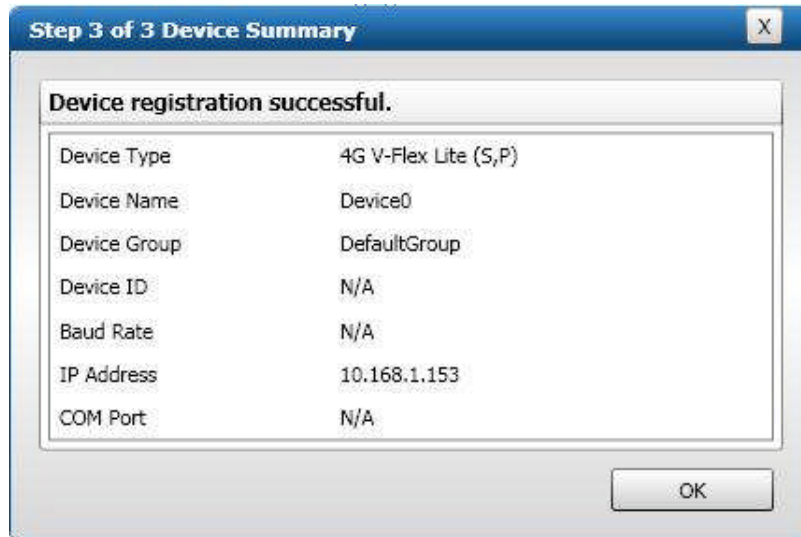 Step 3 of 3 Device Summary X
Device registration successful.
Device Type 4G V-Flex Lite (S,P)
Device Name Device0
Device Group DefaultGroup
Device ID N/A
Baud Rate N/A
IP Address 10.168.1.153
COM Port N/A
OK